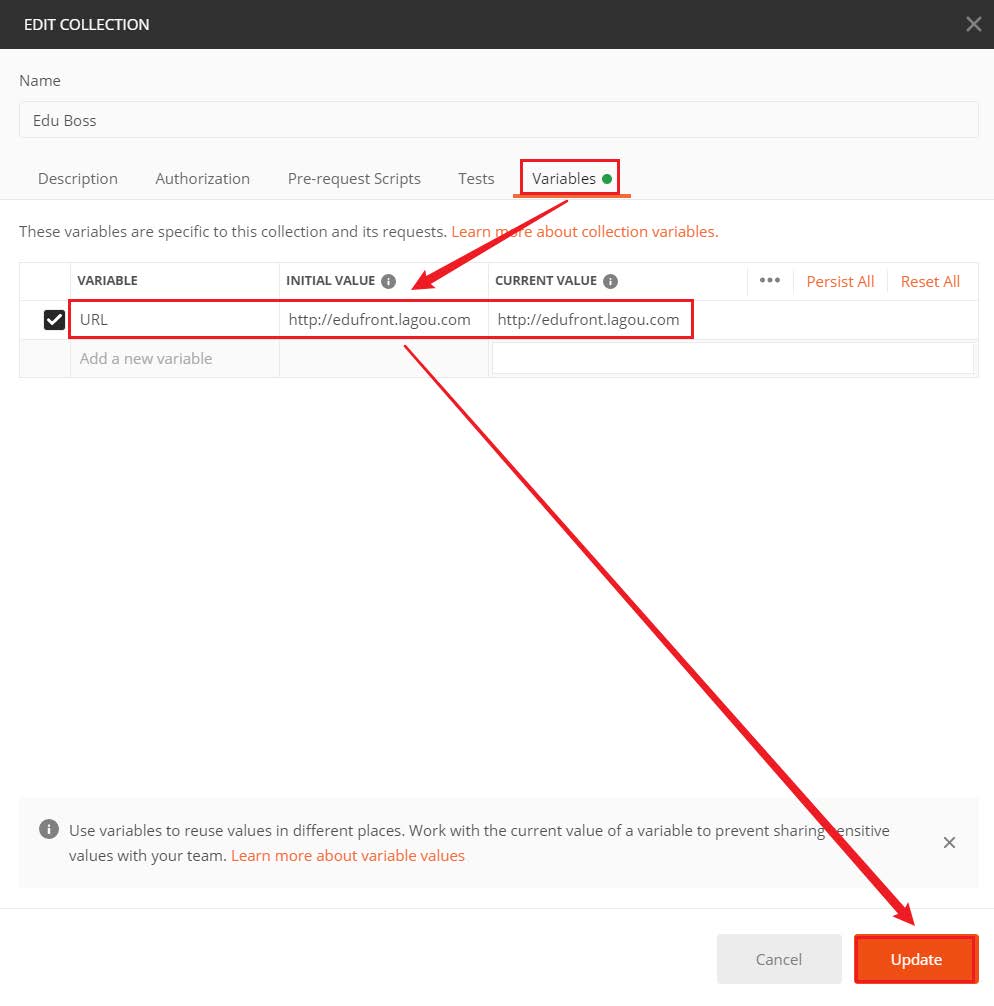 EDIT COLLECTION
Name
Edu Boss
Description Authorization Pre-request Scripts Tests Variables
These variables are specific to this collection and its requests. Learn more about collection variables.
VARIABLE INITIAL VALUE CURRENT VALUE ••• Persist All Reset All
URL http://edufront.lagou.com http://edufront.lagou.com
Add a new variable
Use variables to reuse values in different places. Work with the current value of a variable to prevent sharing sensitive
values with your team. Learn more about variable values
Cancel Update